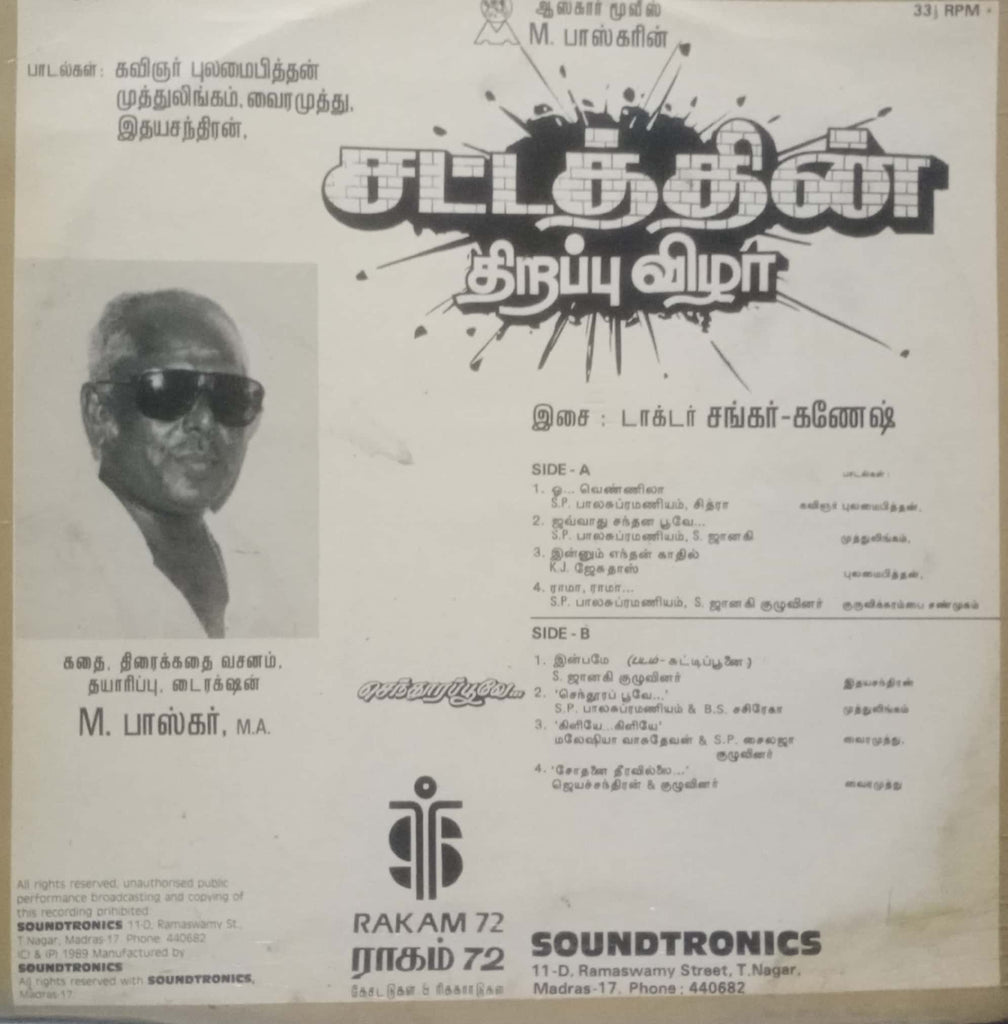 ஆஸ்கார் மூவீஸ்
M. பாஸ்கரின்
33⅓ RPM
பாடல்கள்: கவிஞர் புலமைபித்தன்
முத்துலிங்கம், வைரமுத்து,
இதயசந்திரன்,
சட்டத்தின்
திறப்பு விழா
இசை : டாக்டர் சங்கர்-கணேஷ்
SIDE - A பாடல்கள் :
1. ஓ... வெண்ணிலா
S.P. பாலசுப்ரமணியம், சித்ரா கவிஞர் புலமைபித்தன்,
2. ஜவ்வாது சந்தன பூவே...
S.P. பாலசுப்ரமணியம், S. ஜானகி முத்துலிங்கம்,
3. இன்னும் எந்தன் காதில்
K.J. ஜேசுதாஸ் புலமைபித்தன்,
4. ராமா, ராமா...
S.P. பாலசுப்ரமணியம், S. ஜானகி குழுவினர் குருவிக்கரம்பை சண்முகம்
SIDE - B
1. இன்பமே (படம்- சுட்டிப்பூனை)
S. ஜானகி குழுவினர் இதயசந்திரன்
2. 'செந்தூரப் பூவே...'
S.P. பாலசுப்ரமணியம் & B.S. சசிரேகா முத்துலிங்கம்
3. 'கிளியே...கிளியே'
மலேஷியா வாசுதேவன் & S.P. சைலஜா வைரமுத்து,
குழுவினர்
4. 'சோதனை தீரவில்லை...'
ஜெயச்சந்திரன் & குழுவினர் வைரமுத்து
கதை, திரைக்கதை வசனம்,
தயாரிப்பு, டைரக்ஷன்
M. பாஸ்கர், M.A.
செந்தூரப்பூவே...
RAKAM 72
ராகம் 72
கேசட்டுகள் & ரிக்கார்டுகள்
All rights reserved, unauthorised public
performance broadcasting and copying of
this recording prohibited.
SOUNDTRONICS 11-D, Ramaswamy St.,
T.Nagar, Madras-17. Phone: 440682
(C) & (P) 1989 Manufactured by
SOUNDTRONICS
All rights reserved with SOUNDTRONICS,
Madras-17.
SOUNDTRONICS
11-D, Ramaswamy Street, T.Nagar,
Madras-17. Phone : 440682